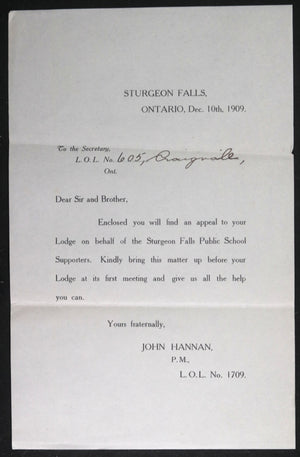 STURGEON FALLS,
ONTARIO, Dec. 10th, 1909.
To the Secretary,
L. O. L. No. 605, Craigvale,
Ont.
Dear Sir and Brother,
Enclosed you will find an appeal to your
Lodge on behalf of the Sturgeon Falls Public School
Supporters. Kindly bring this matter up before your
Lodge at its first meeting and give us all the help
you can.
Yours fraternally,
JOHN HANNAN,
P. M.,
L. O. L. No. 1709.